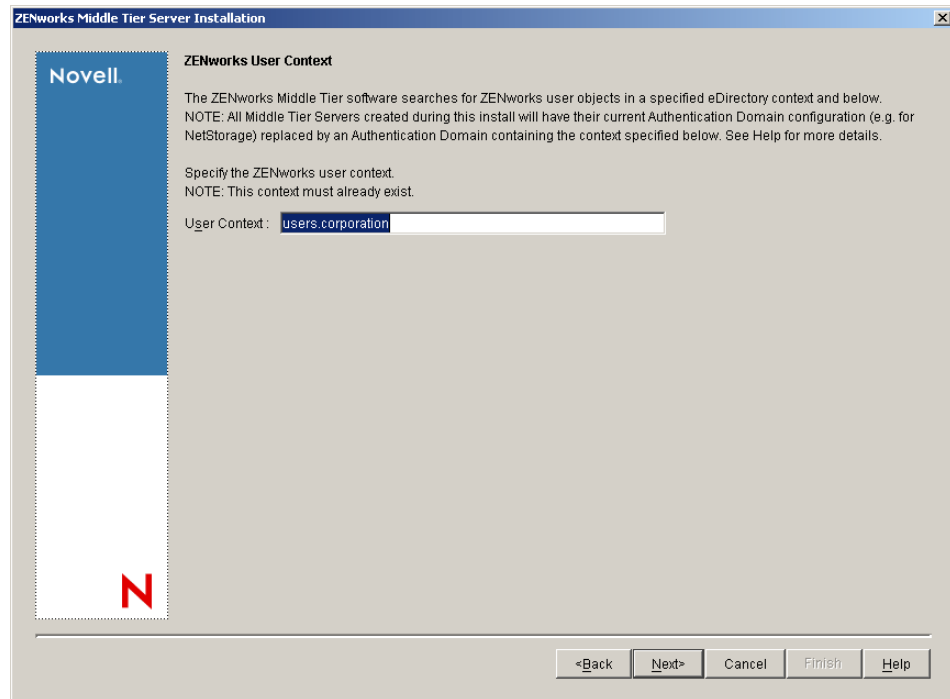 ZENworks Middle Tier Server Installation
Novell.
ZENworks User Context
The ZENworks Middle Tier software searches for ZENworks user objects in a specified eDirectory context and below.
NOTE: All Middle Tier Servers created during this install will have their current Authentication Domain configuration (e.g. for
NetStorage) replaced by an Authentication Domain containing the context specified below. See Help for more details.
Specify the ZENworks user context.
NOTE: This context must already exist.
User Context : users.corporation
N
<Back Next> Cancel Finish Help